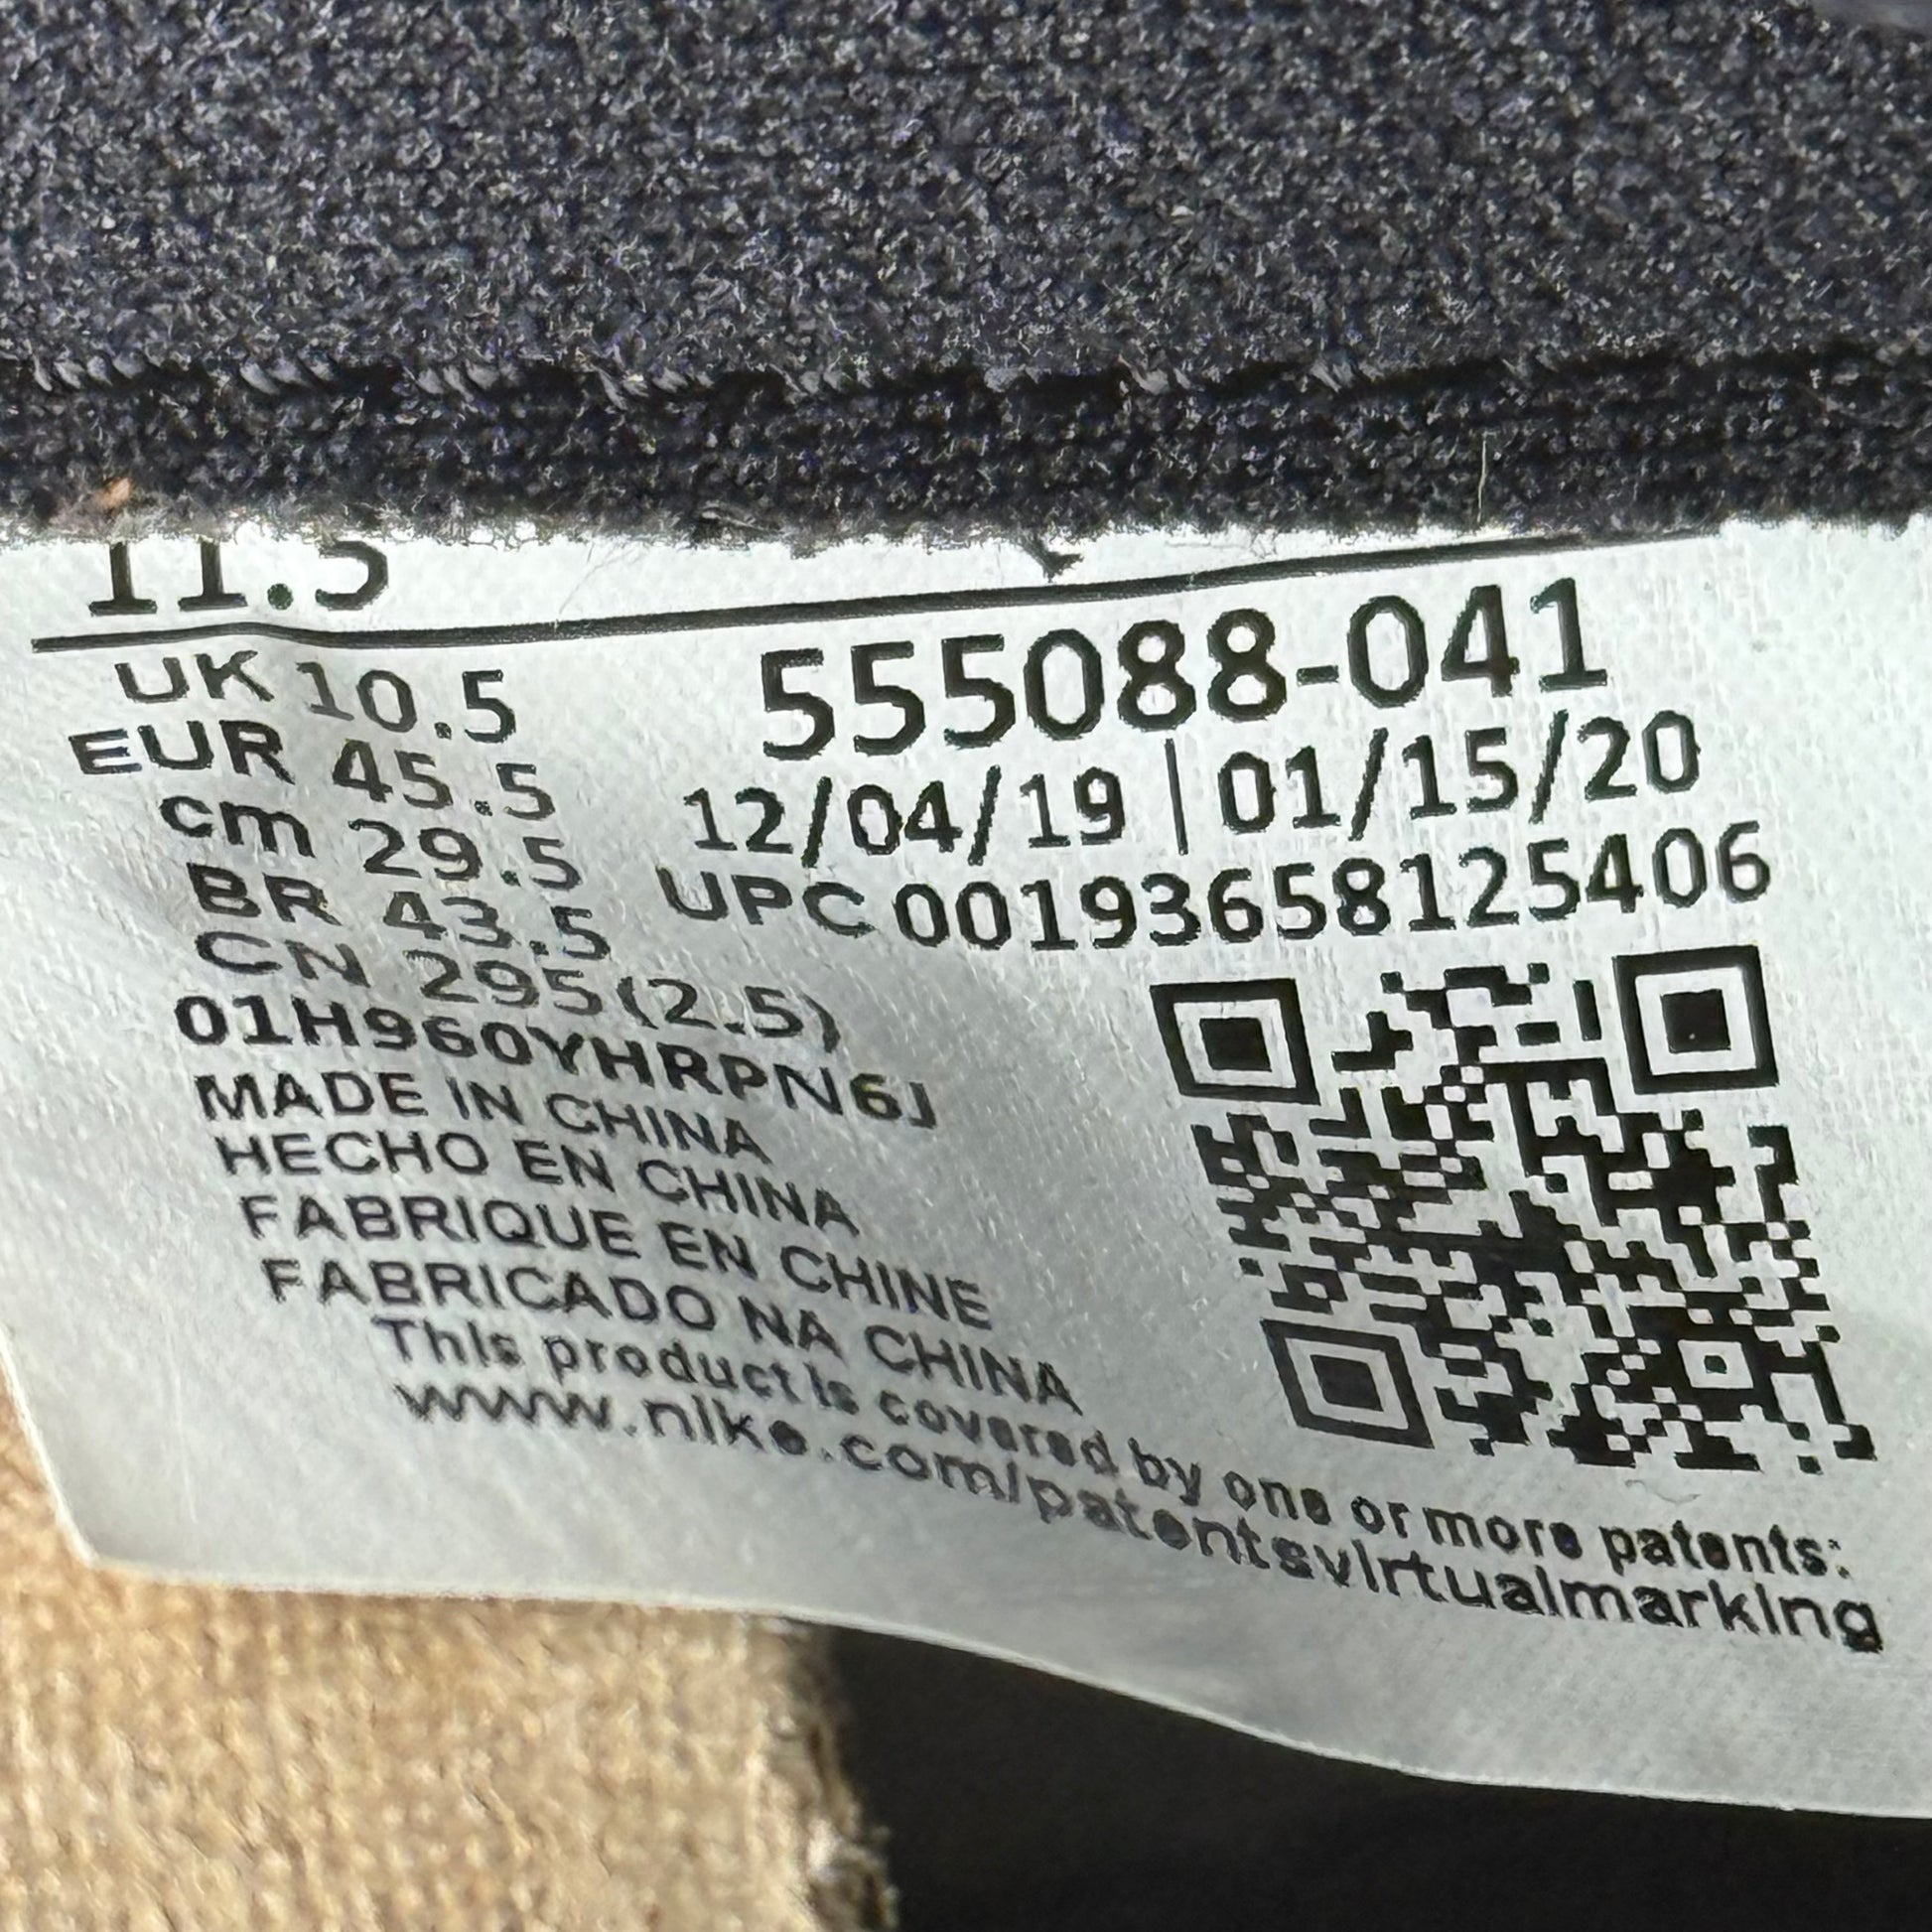 11.5
UK 10.5
EUR 45.5
cm 29.5
BR 43.5
CN 295(2.5)
01H960YHRPN6J
MADE IN CHINA
HECHO EN CHINA
FABRIQUE EN CHINE
FABRICADO NA CHINA
555088-041
12/04/19 | 01/15/20
UPC 00193658125406
This product is covered by one or more patents:
www.nike.com/patentsvirtualmarking